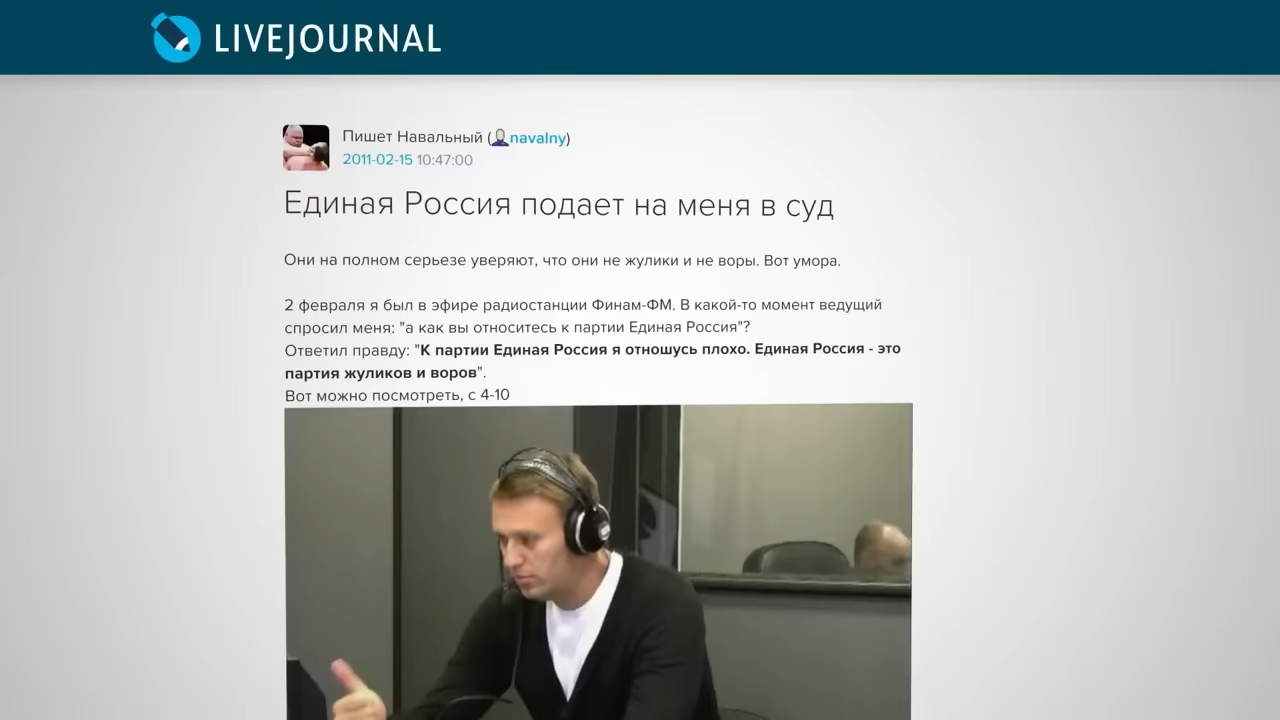 LIVEJOURNAL
Пишет Навальный (navalny)
2011-02-15 10:47:00
Единая Россия подает на меня в суд
Они на полном серьезе уверяют, что они не жулики и не воры. Вот умора.
2 февраля я был в эфире радиостанции Финам-ФМ. В какой-то момент ведущий
спросил меня: "а как вы относитесь к партии Единая Россия"?
Ответил правду: "К партии Единая Россия я отношусь плохо. Единая Россия - это
партия жуликов и воров".
Вот можно посмотреть, с 4-10